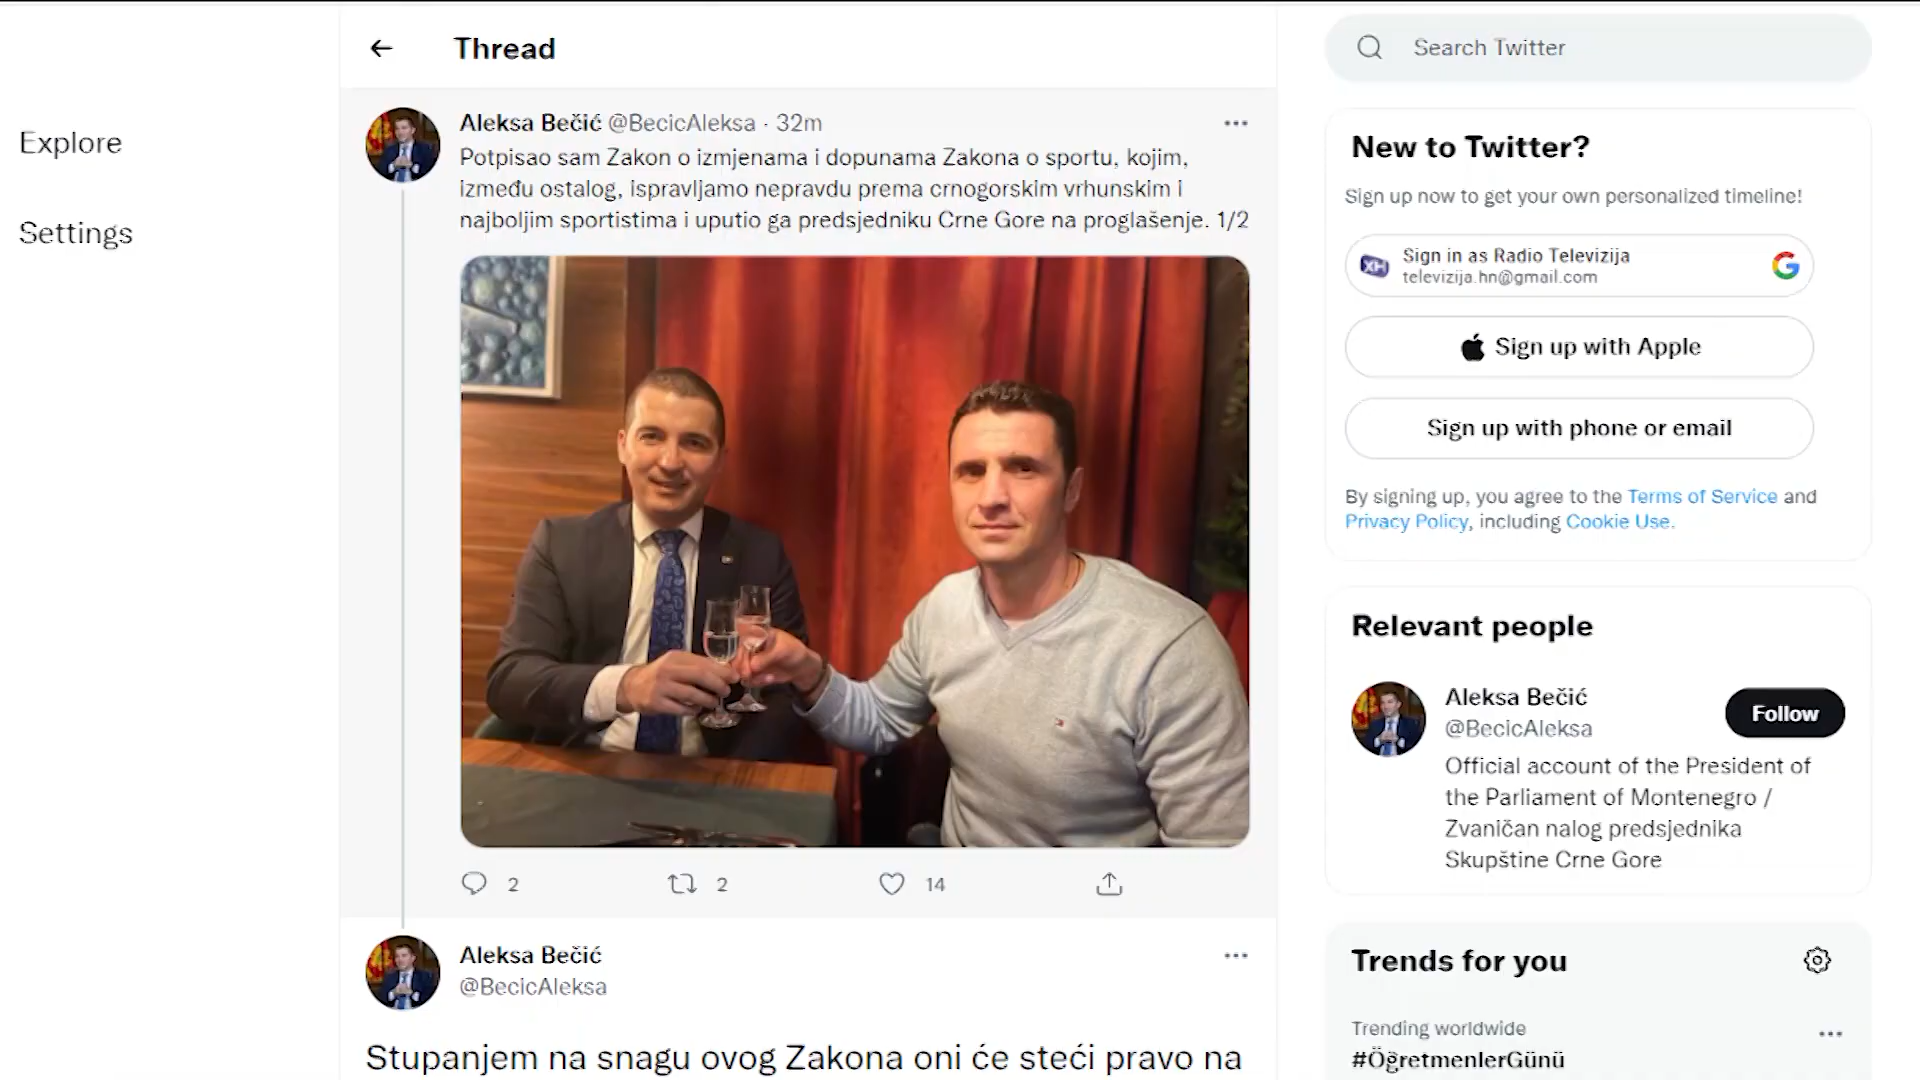 Explore
Settings
Thread
Aleksa Bečić @BecicAleksa · 32m
Potpisao sam Zakon o izmjenama i dopunama Zakona o sportu, kojim,
između ostalog, ispravljamo nepravdu prema crnogorskim vrhunskim i
najboljim sportistima i uputio ga predsjedniku Crne Gore na proglašenje. 1/2
2
2
14
Aleksa Bečić
@BecicAleksa
Stupanjem na snagu ovog Zakona oni će steći pravo na
Search Twitter
New to Twitter?
Sign up now to get your own personalized timeline!
XH
Sign in as Radio Televizija
televizija.hn@gmail.com
Sign up with Apple
Sign up with phone or email
By signing up, you agree to the Terms of Service and
Privacy Policy, including Cookie Use.
Relevant people
Aleksa Bečić
@BecicAleksa
Follow
Official account of the President of
the Parliament of Montenegro /
Zvaničan nalog predsjednika
Skupštine Crne Gore
Trends for you
Trending worldwide
#ÖğretmenlerGünü